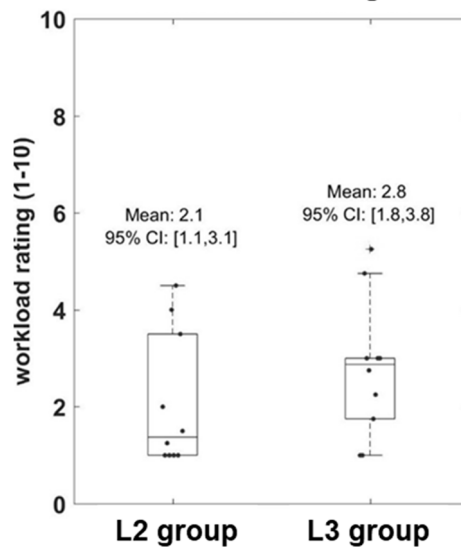 10
8
6
4
2
0
workload rating (1-10)
Mean: 2.1
95% CI: [1.1,3.1]
Mean: 2.8
95% CI: [1.8,3.8]
L2 group
L3 group